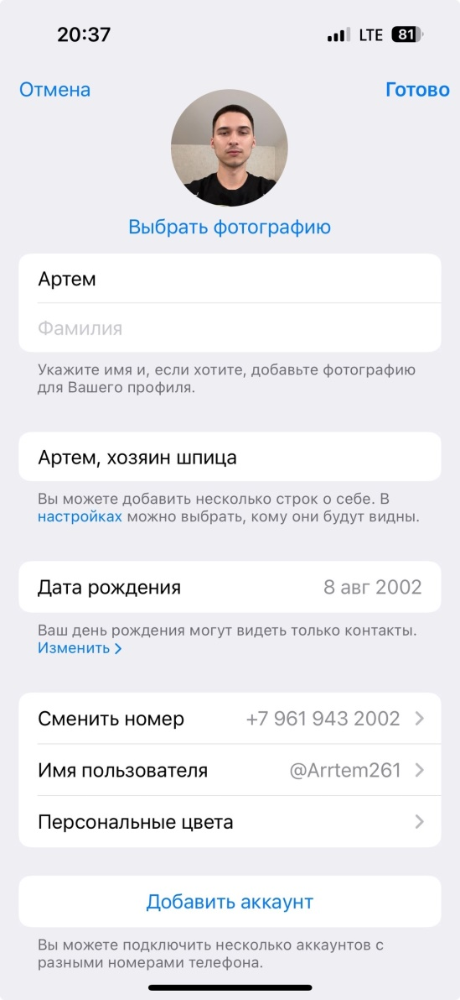 20:37
LTE 81
Отмена
Готово
Выбрать фотографию
Артем
Фамилия
Укажите имя и, если хотите, добавьте фотографию
для Вашего профиля.
Артем, хозяин шпица
Вы можете добавить несколько строк о себе. В
настройках можно выбрать, кому они будут видны.
Дата рождения 8 авг 2002
Ваш день рождения могут видеть только контакты.
Изменить
Сменить номер +7 961 943 2002
Имя пользователя @Arrtem261
Персональные цвета
Добавить аккаунт
Вы можете подключить несколько аккаунтов с
разными номерами телефона.